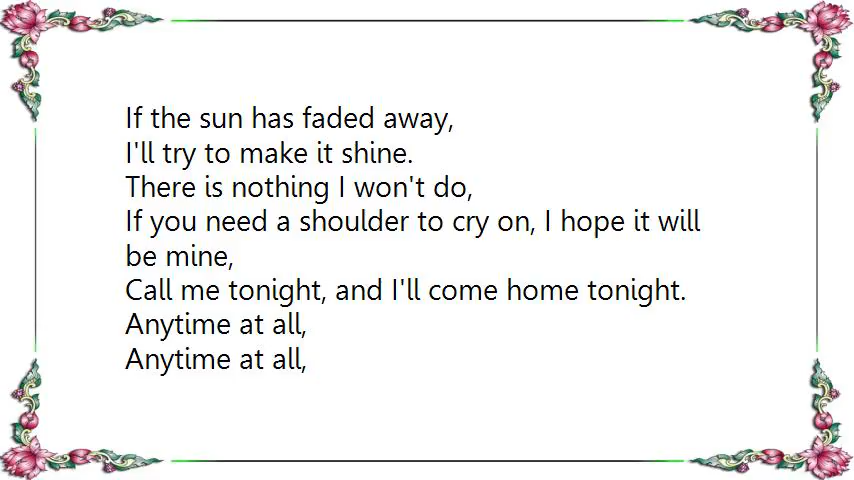 If the sun has faded away,
I'll try to make it shine.
There is nothing I won't do,
If you need a shoulder to cry on, I hope it will
be mine,
Call me tonight, and I'll come home tonight.
Anytime at all,
Anytime at all,